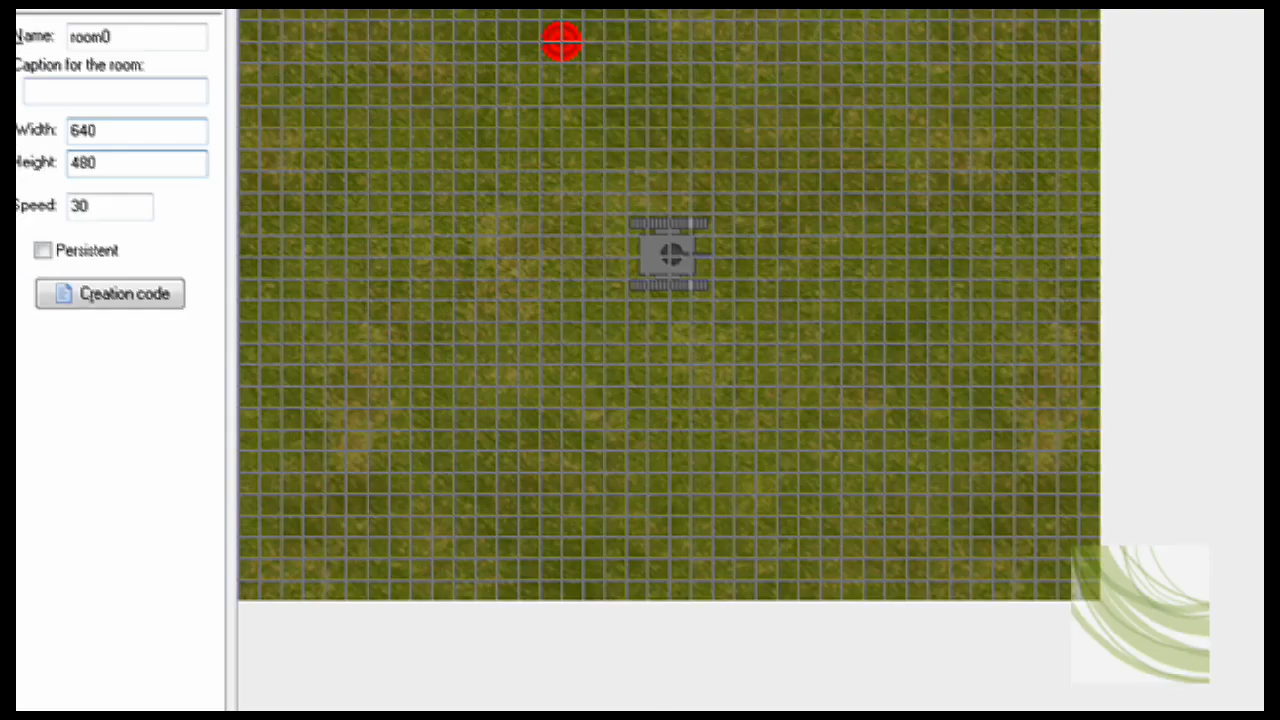 Name: room0
Caption for the room:
Width: 640
Height: 480
Speed: 30
Persistent
Creation code